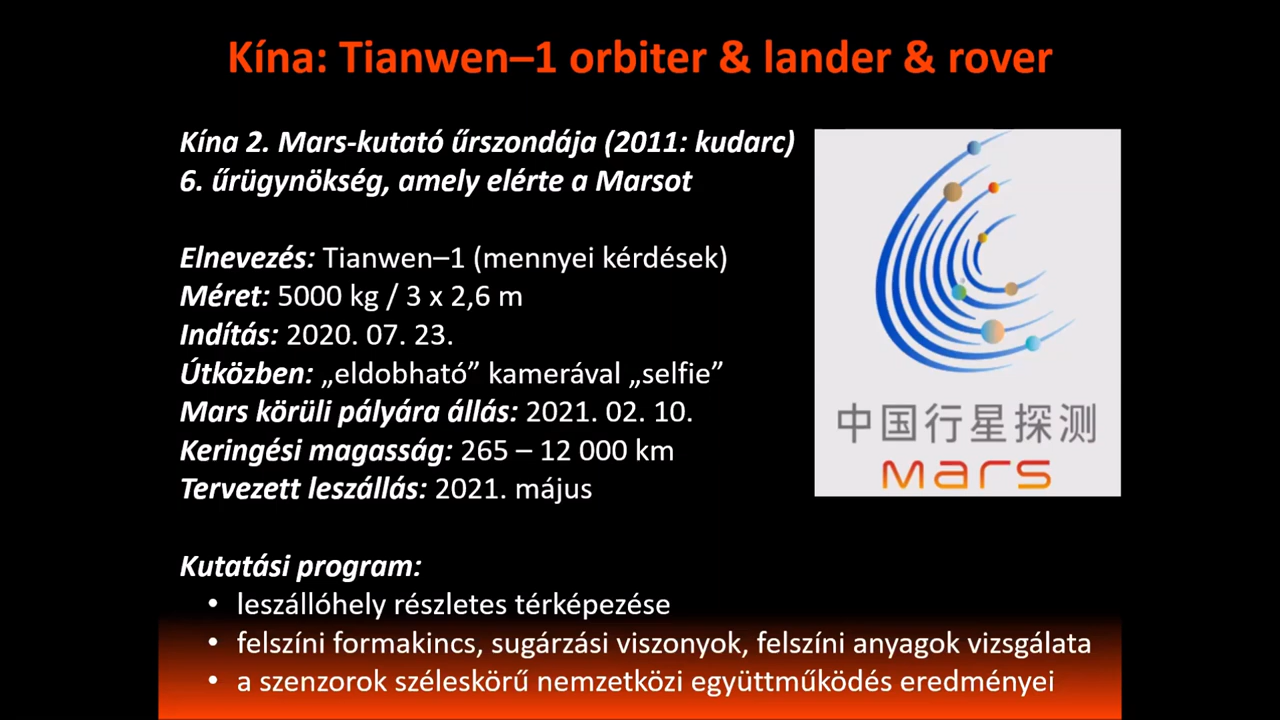 Kína: Tianwen–1 orbiter & lander & rover
Kína 2. Mars-kutató űrszondája (2011: kudarc)
6. űrügynökség, amely elérte a Marsot
Elnevezés: Tianwen–1 (mennyei kérdések)
Méret: 5000 kg / 3 x 2,6 m
Indítás: 2020. 07. 23.
Útközben: „eldobható” kamerával „selfie”
Mars körüli pályára állás: 2021. 02. 10.
Keringési magasság: 265 – 12 000 km
Tervezett leszállás: 2021. május
中国行星探测
mars
Kutatási program:
• leszállóhely részletes térképezése
• felszíni formakincs, sugárzási viszonyok, felszíni anyagok vizsgálata
• a szenzorok széleskörű nemzetközi együttműködés eredményei